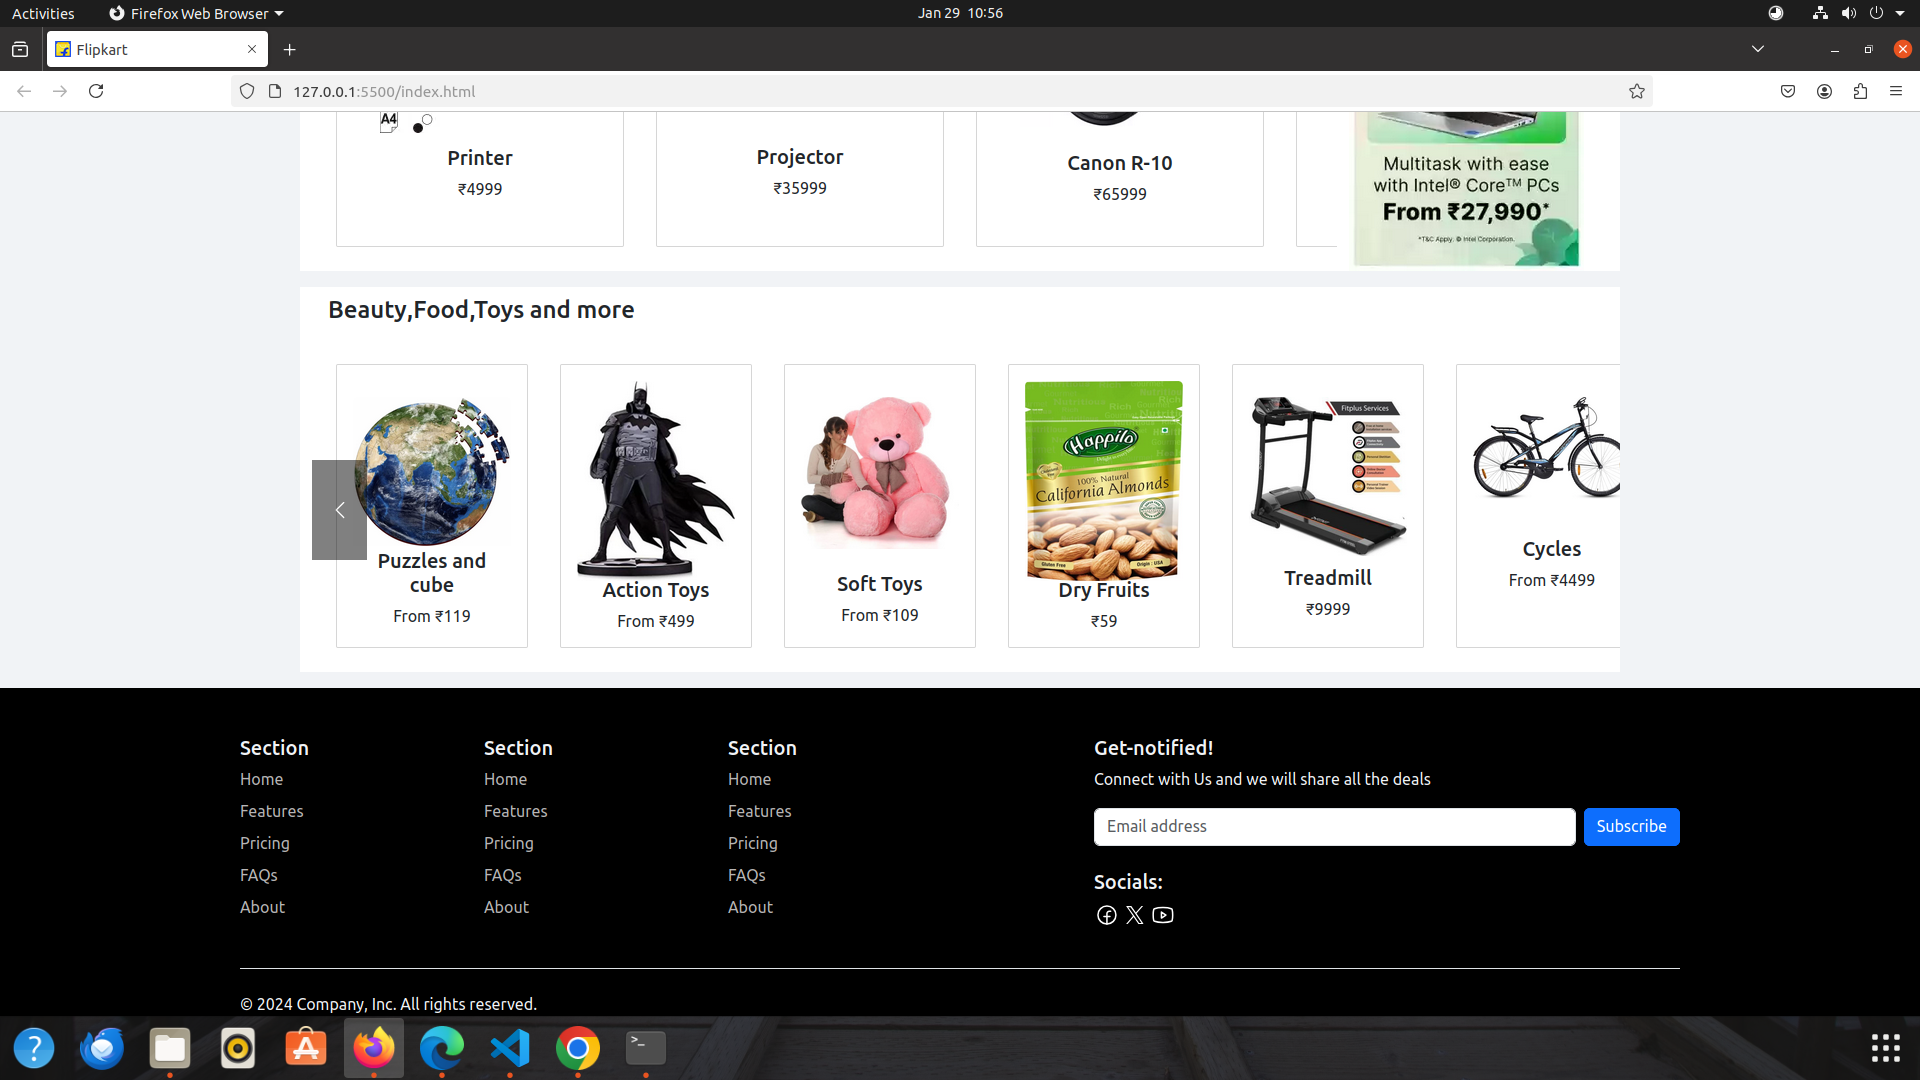 Activities
Firefox Web Browser
Jan 29 10:56
Flipkart
127.0.0.1:5500/index.html
A4
Printer
₹4999
Projector
₹35999
Canon R-10
₹65999
Multitask with ease
with Intel® Core™ PCs
From ₹27,990*
*T&C Apply. © Intel Corporation.
Beauty,Food,Toys and more
Puzzles and
cube
From ₹119
Action Toys
From ₹499
Soft Toys
From ₹109
Happilo
100% Natural
California Almonds
Gluten Free
Origin : USA
Dry Fruits
₹59
Fitplus Services
Treadmill
₹9999
Cycles
From ₹4499
Section
Home
Features
Pricing
FAQs
About
Section
Home
Features
Pricing
FAQs
About
Section
Home
Features
Pricing
FAQs
About
Get-notified!
Connect with Us and we will share all the deals
Email address
Subscribe
Socials:
© 2024 Company, Inc. All rights reserved.